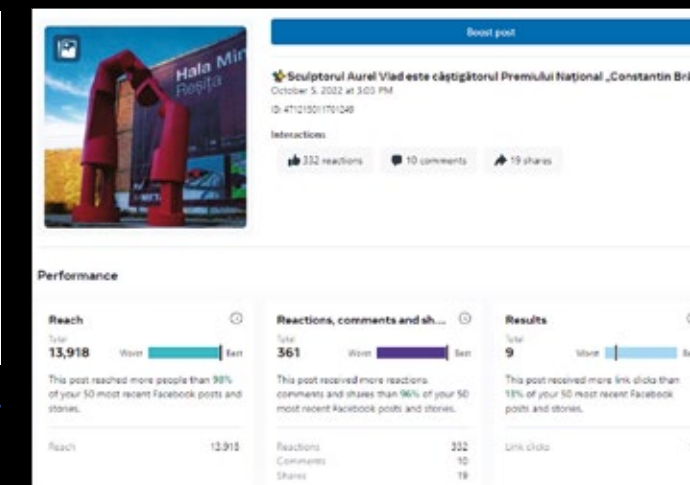 Boost post
Sculptorul Aurel Vlad este câștigătorul Premiului Național „Constantin Br
October 5, 2022 at 3:03 PM
Interactions
332 reactions
10 comments
19 shares
Hala Min
Reșița
Performance
Reach
Total
13,918
Worst
Best
This post reached more people than 98%
of your 50 most recent Facebook posts and
stories.
Reach
13,918
Reactions, comments and sh....
Total
361
Worst
Best
This post received more reactions,
comments and shares than 96% of your 50
most recent Facebook posts and stories.
Reactions
332
Comments
10
Shares
19
Results
Total
9
Worst
This post received more link clicks than
of your 50 most recent Facebook
posts and stories.
Link clicks